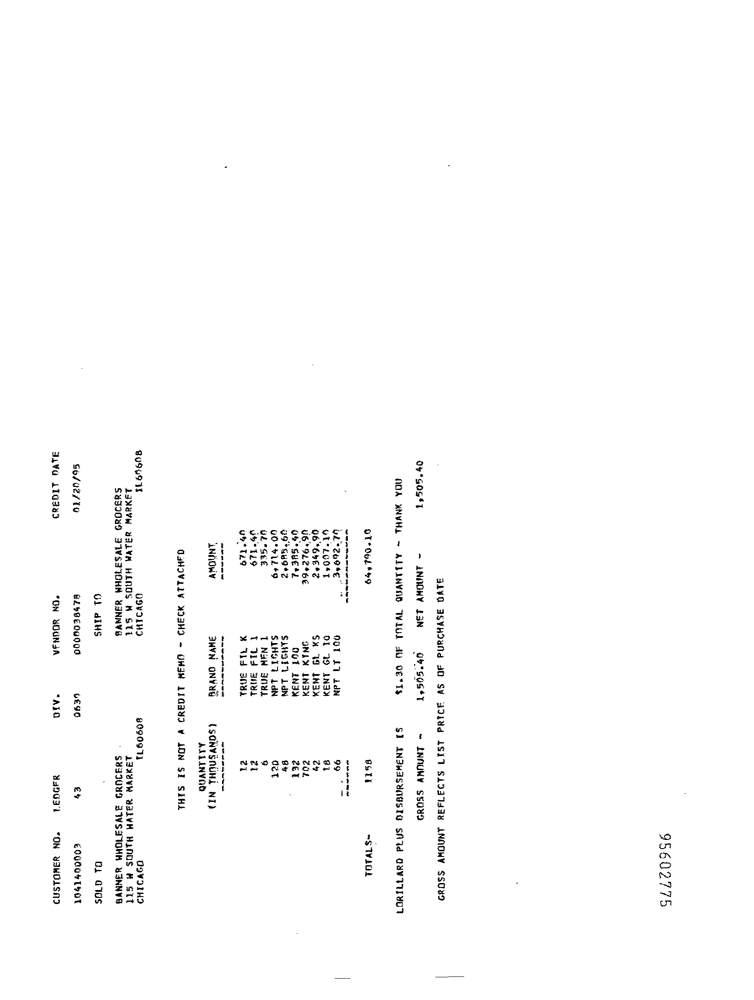 CUSTOMER NO. LEDGER DIV. VENDOR NO. CREDIT DATE
1041400003 43 0639 0000038478 01/20/95
SOLD TO SHIP TO
BANNER WHOLESALE GROCERS BANNER WHOLESALE GROCERS
115 W SOUTH WATER MARKET 115 W SOUTH WATER MARKET
CHICAGO IL60608 CHICAGO IL60608
THIS IS NOT A CREDIT MEMO - CHECK ATTACHED
QUANTITY
(IN THOUSANDS) BRAND NAME AMOUNT
12 TRUE FIL K 671.40
12 TRUE FIL 1 671.40
6 TRUE MEN 1 335.70
120 NPT LIGHTS 6,714.00
48 NPT LIGHTS 2,685.60
132 KENT 100 7,385.40
702 KENT KING 39,276.90
42 KENT GL KS 2,349.90
18 KENT GL 10 1,007.10
66 NPT LT 100 3,692.70
TOTALS- 1158 64,790.10
LORILLARD PLUS DISBURSEMENT IS $1.30 OF TOTAL QUANTITY - THANK YOU
GROSS AMOUNT - 1,505.40 NET AMOUNT - 1,505.40
GROSS AMOUNT REFLECTS LIST PRICE AS OF PURCHASE DATE
95602775